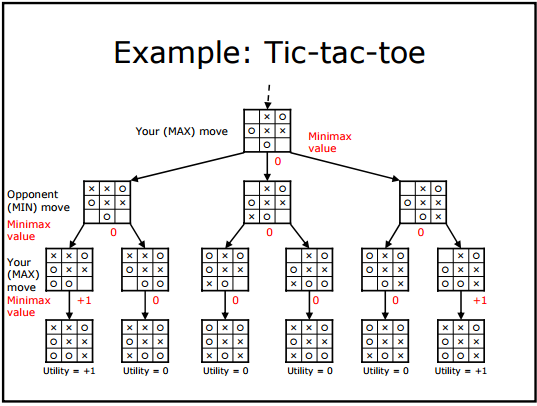 Example: Tic-tac-toe
Your (MAX) move
× O
O × ×
O
Minimax
value
0
Opponent
(MIN) move
× × O
O × ×
O
× O
O × ×
× O
× O
O × ×
O ×
Minimax
value
0
0
0
Your
(MAX)
move
× × O
O × ×
O O
× × O
O × ×
O O
O × O
O × ×
× O
× O
O × ×
× O O
O × O
O × ×
O ×
× O
O × ×
O O ×
Minimax
value
+1
0
0
0
0
+1
× × O
O × ×
O O ×
× × O
O × ×
× O O
O × O
O × ×
× O ×
× × O
O × ×
× O O
O × O
O × ×
× O ×
× × O
O × ×
O O ×
Utility = +1
Utility = 0
Utility = 0
Utility = 0
Utility = 0
Utility = +1